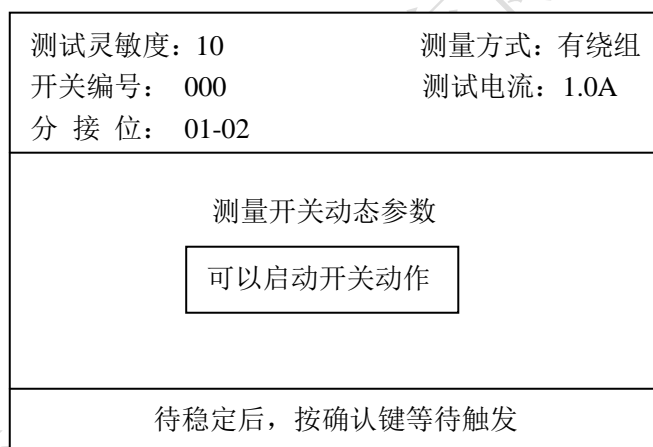 测试灵敏度：10 测量方式：有绕组
开关编号： 000 测试电流：1.0A
分 接 位： 01-02
测量开关动态参数
可以启动开关动作
待稳定后，按确认键等待触发